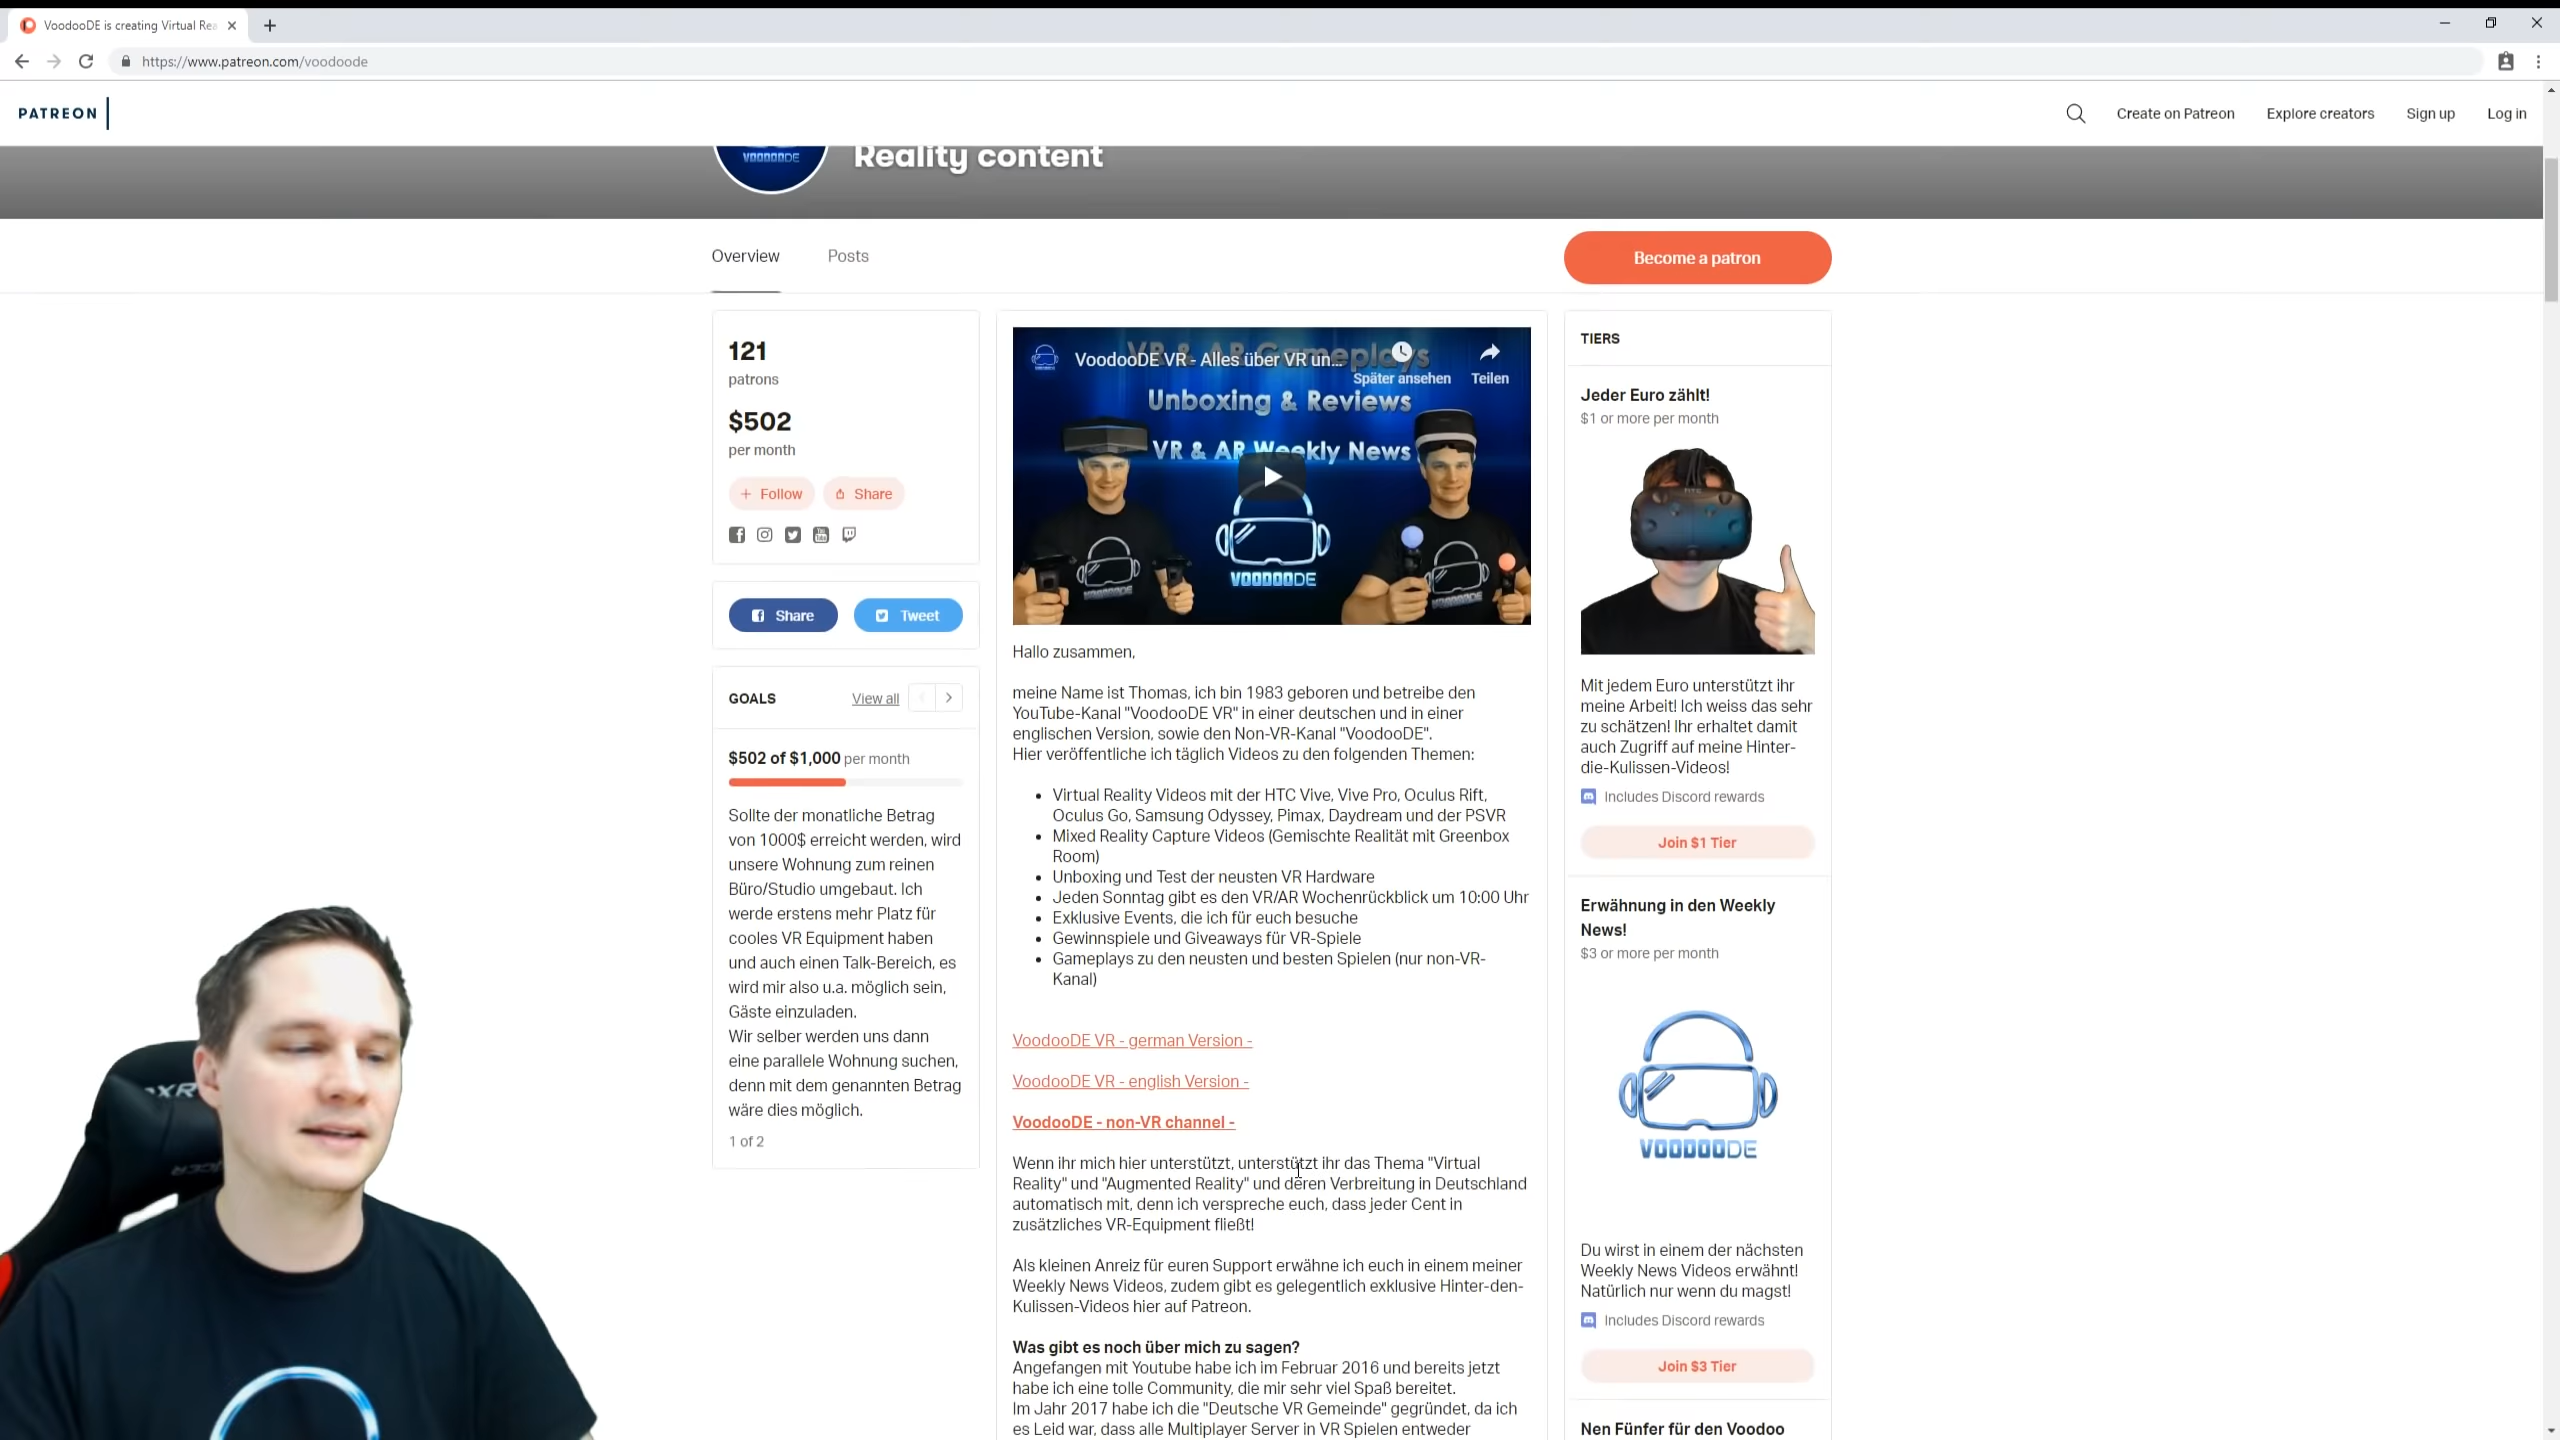 VoodooDE is creating Virtual Rea
https://www.patreon.com/voodoode
PATREON
Create on Patreon
Explore creators
Sign up
Log in
VOODOODE
Reality content
Overview
Posts
Become a patron
121
patrons
$502
per month
Follow
Share
Share
Tweet
GOALS
View all
$502 of $1,000 per month
Sollte der monatliche Betrag
von 1000$ erreicht werden, wird
unsere Wohnung zum reinen
Büro/Studio umgebaut. Ich
werde erstens mehr Platz für
cooles VR Equipment haben
und auch einen Talk-Bereich, es
wird mir also u.a. möglich sein,
Gäste einzuladen.
Wir selber werden uns dann
eine parallele Wohnung suchen,
denn mit dem genannten Betrag
wäre dies möglich.
1 of 2
VR & AR Gameplays
VoodooDE VR - Alles über VR un...
Später ansehen
Teilen
Unboxing & Reviews
VR & AR Weekly News
VOODOODE
Hallo zusammen,
meine Name ist Thomas, ich bin 1983 geboren und betreibe den
YouTube-Kanal "VoodooDE VR" in einer deutschen und in einer
englischen Version, sowie den Non-VR-Kanal "VoodooDE".
Hier veröffentliche ich täglich Videos zu den folgenden Themen:
• Virtual Reality Videos mit der HTC Vive, Vive Pro, Oculus Rift,
Oculus Go, Samsung Odyssey, Pimax, Daydream und der PSVR
• Mixed Reality Capture Videos (Gemischte Realität mit Greenbox
Room)
• Unboxing und Test der neusten VR Hardware
• Jeden Sonntag gibt es den VR/AR Wochenrückblick um 10:00 Uhr
• Exklusive Events, die ich für euch besuche
• Gewinnspiele und Giveaways für VR-Spiele
• Gameplays zu den neusten und besten Spielen (nur non-VR-
Kanal)
VoodooDE VR - german Version -
VoodooDE VR - english Version -
VoodooDE - non-VR channel -
Wenn ihr mich hier unterstützt, unterstützt ihr das Thema "Virtual
Reality" und "Augmented Reality" und deren Verbreitung in Deutschland
automatisch mit, denn ich verspreche euch, dass jeder Cent in
zusätzliches VR-Equipment fließt!
Als kleinen Anreiz für euren Support erwähne ich euch in einem meiner
Weekly News Videos, zudem gibt es gelegentlich exklusive Hinter-den-
Kulissen-Videos hier auf Patreon.
Was gibt es noch über mich zu sagen?
Angefangen mit Youtube habe ich im Februar 2016 und bereits jetzt
habe ich eine tolle Community, die mir sehr viel Spaß bereitet.
Im Jahr 2017 habe ich die "Deutsche VR Gemeinde" gegründet, da ich
es Leid war, dass alle Multiplayer Server in VR Spielen entweder
TIERS
Jeder Euro zählt!
$1 or more per month
Mit jedem Euro unterstützt ihr
meine Arbeit! Ich weiss das sehr
zu schätzen! Ihr erhaltet damit
auch Zugriff auf meine Hinter-
die-Kulissen-Videos!
Includes Discord rewards
Join $1 Tier
Erwähnung in den Weekly
News!
$3 or more per month
VOODOODE
Du wirst in einem der nächsten
Weekly News Videos erwähnt!
Natürlich nur wenn du magst!
Includes Discord rewards
Join $3 Tier
Nen Fünfer für den Voodoo